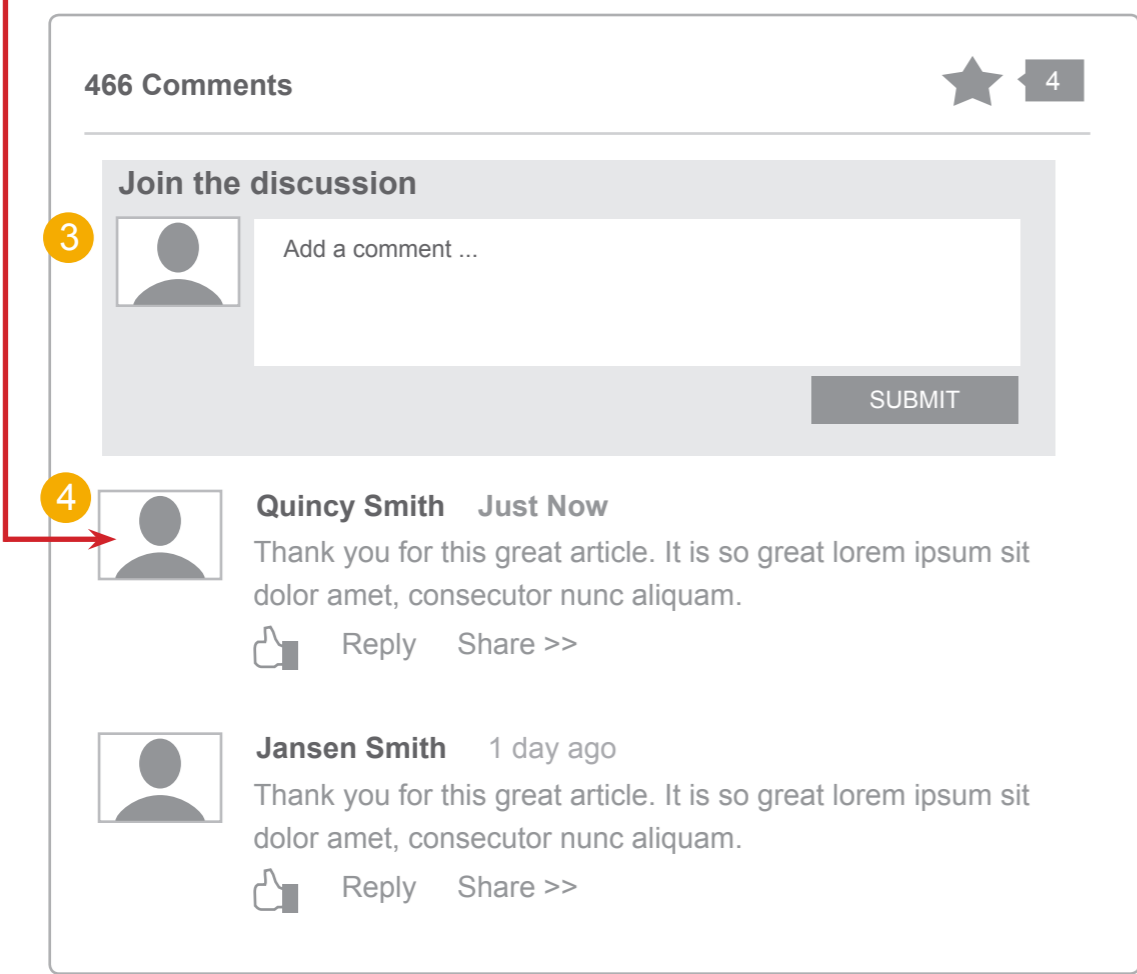 466 Comments
4
Join the discussion
3
Add a comment ...
SUBMIT
4
Quincy Smith Just Now
Thank you for this great article. It is so great lorem ipsum sit
dolor amet, consecutor nunc aliquam.
Reply Share >>
Jansen Smith 1 day ago
Thank you for this great article. It is so great lorem ipsum sit
dolor amet, consecutor nunc aliquam.
Reply Share >>